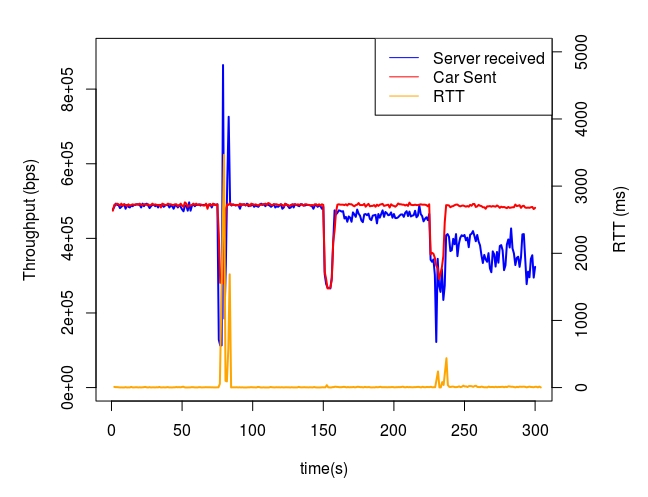 Server received
Car Sent
RTT
Throughput (bps)
0e+00
2e+05
4e+05
6e+05
8e+05
RTT (ms)
0
1000
2000
3000
4000
5000
0
50
100
150
200
250
300
time(s)